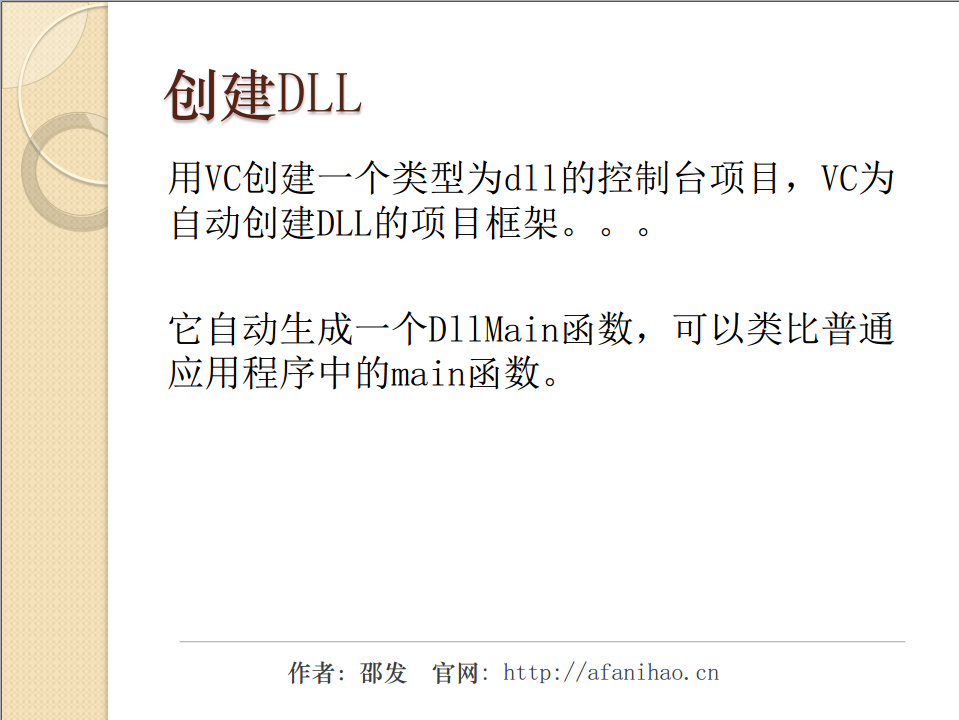 创建DLL
用VC创建一个类型为dll的控制台项目，VC为
自动创建DLL的项目框架。。。
它自动生成一个DllMain函数，可以类比普通
应用程序中的main函数。
作者：邵发  官网：http://afanihao.cn